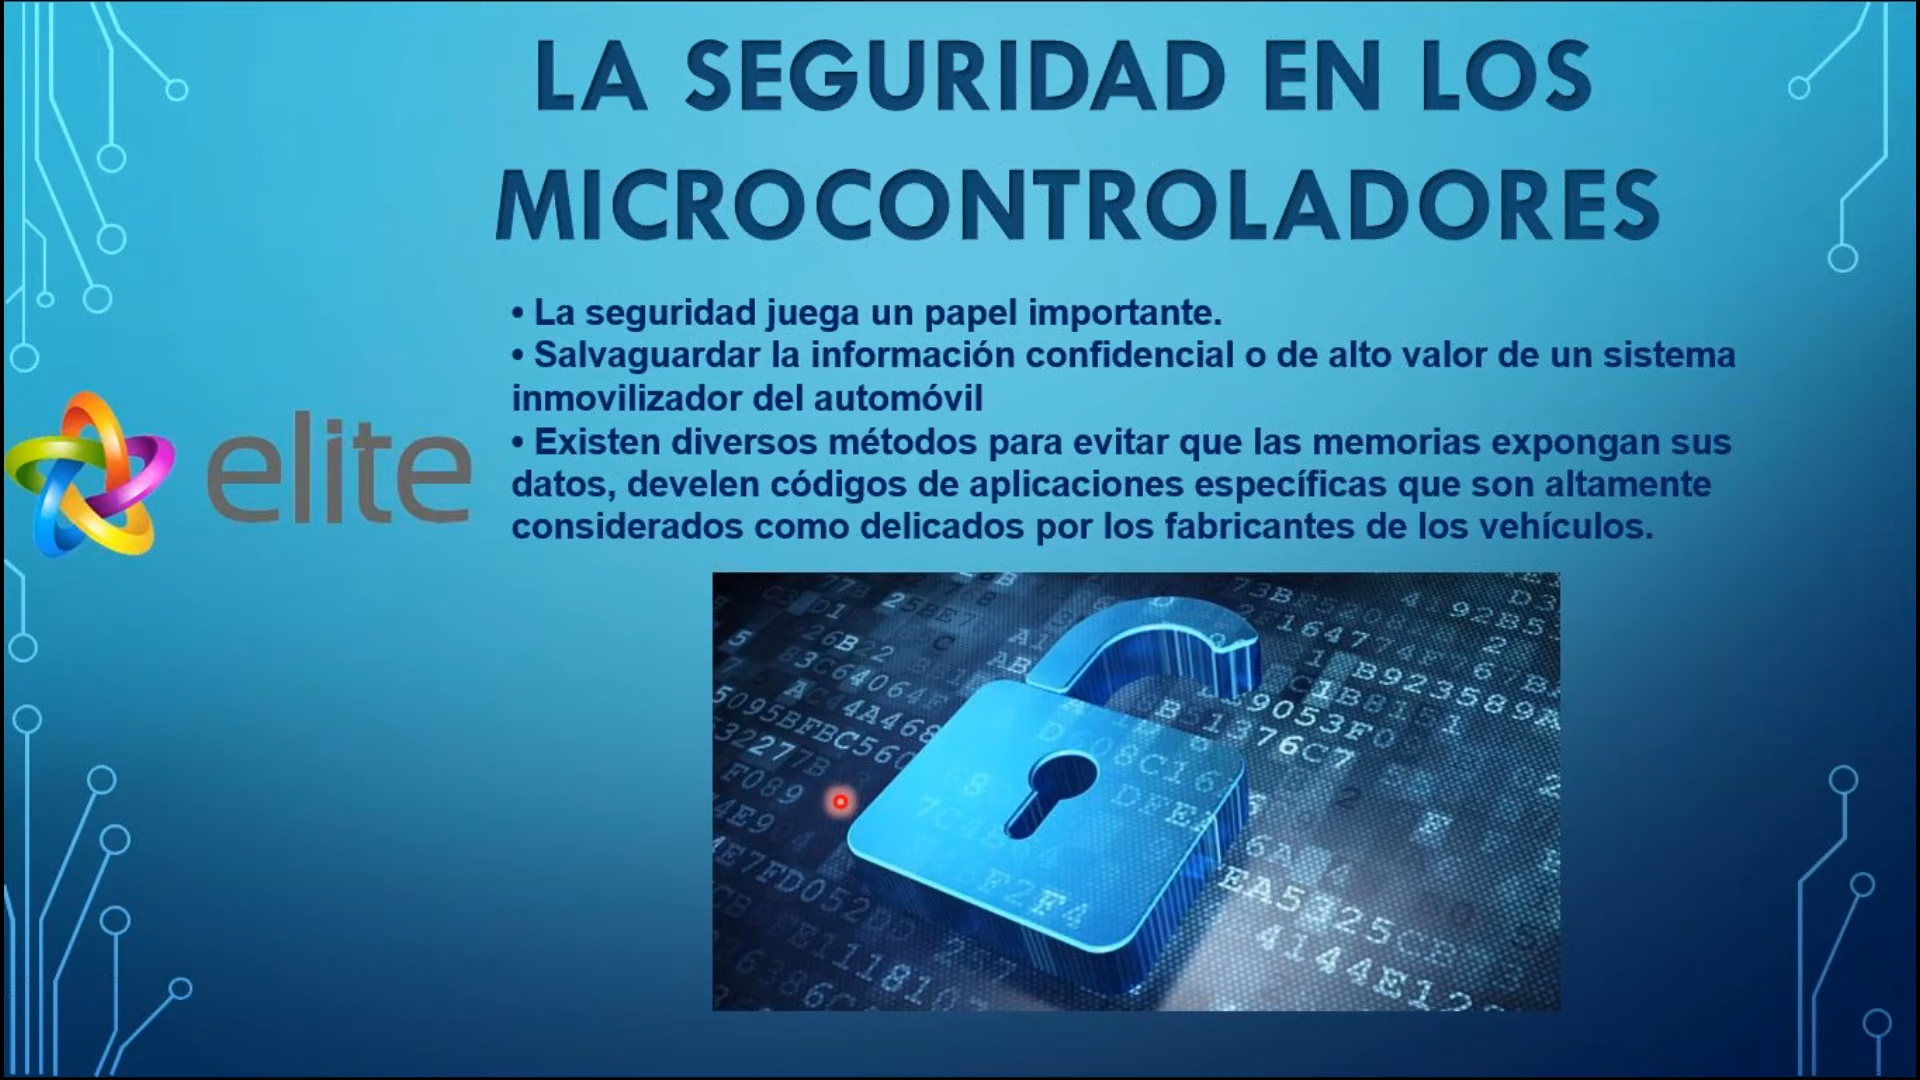 LA SEGURIDAD EN LOS
MICROCONTROLADORES
• La seguridad juega un papel importante.
• Salvaguardar la información confidencial o de alto valor de un sistema
inmovilizador del automóvil
• Existen diversos métodos para evitar que las memorias expongan sus
datos, develen códigos de aplicaciones específicas que son altamente
considerados como delicados por los fabricantes de los vehículos.
elite